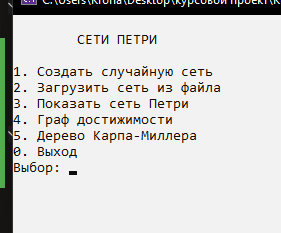 C:\Users\Krona\Desktop\курсовой проект\К
СЕТИ ПЕТРИ
1. Создать случайную сеть
2. Загрузить сеть из файла
3. Показать сеть Петри
4. Граф достижимости
5. Дерево Карпа-Миллера
0. Выход
Выбор: